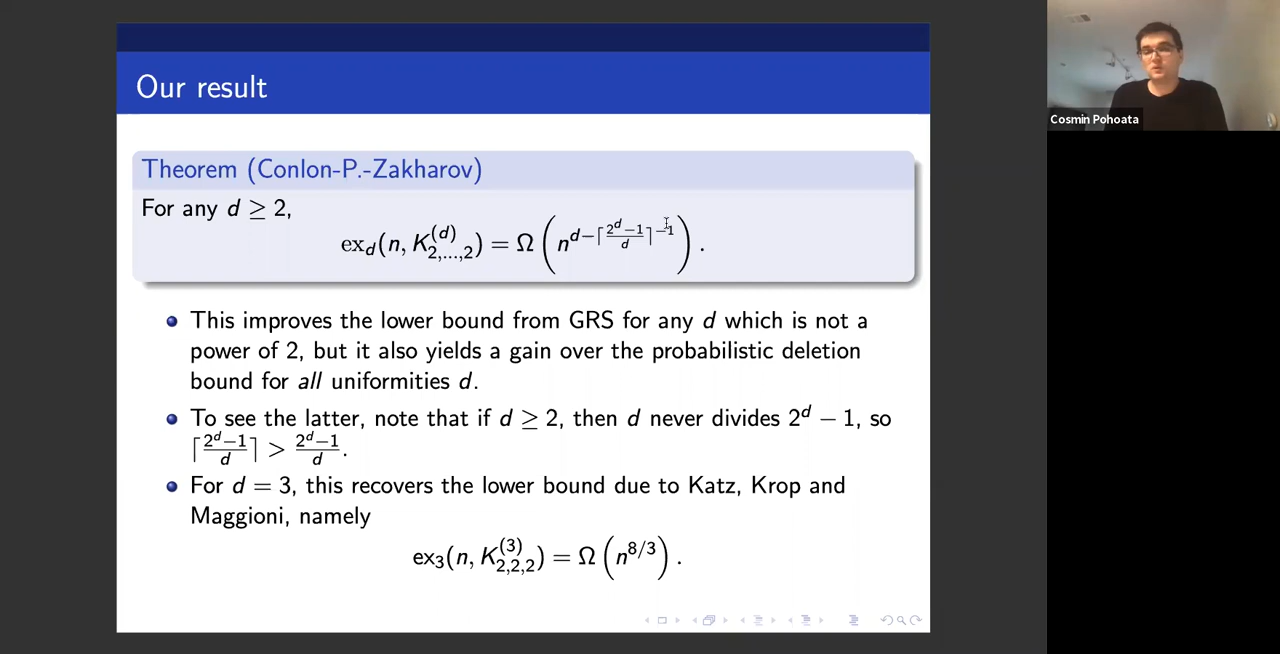 Our result
Theorem (Conlon-P.-Zakharov)
For any d ≥ 2,
ex_d(n, K^{(d)}_{2,...,2}) = Ω(n^{d−⌈\frac{2^d−1}{d}⌉^{−1}}).
This improves the lower bound from GRS for any d which is not a
power of 2, but it also yields a gain over the probabilistic deletion
bound for all uniformities d.
To see the latter, note that if d ≥ 2, then d never divides 2^d − 1, so
⌈\frac{2^d−1}{d}⌉ > \frac{2^d−1}{d}.
For d = 3, this recovers the lower bound due to Katz, Krop and
Maggioni, namely
ex_3(n, K^{(3)}_{2,2,2}) = Ω(n^{8/3}).
Cosmin Pohoata